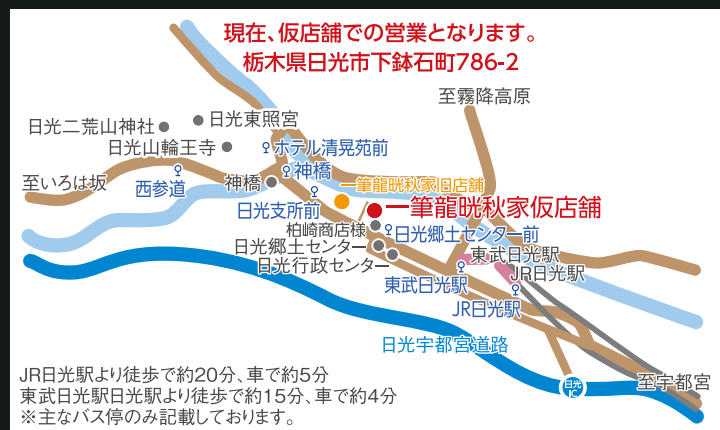 現在、仮店舗での営業となります。
栃木県日光市下鉢石町786-2
至霧降高原
日光二荒山神社
日光東照宮
日光山輪王寺
ホテル清晃苑前
至いろは坂
西参道
神橋
神橋
一筆龍晄秋家旧店舗
日光支所前
一筆龍晄秋家仮店舗
柏崎商店様
日光郷土センター前
日光郷土センター
日光行政センター
東武日光駅
JR日光駅
東武日光駅
JR日光駅
日光宇都宮道路
日光
IC
至宇都宮
JR日光駅より徒歩で約20分、車で約5分
東武日光駅日光駅より徒歩で約15分、車で約4分
※主なバス停のみ記載しております。